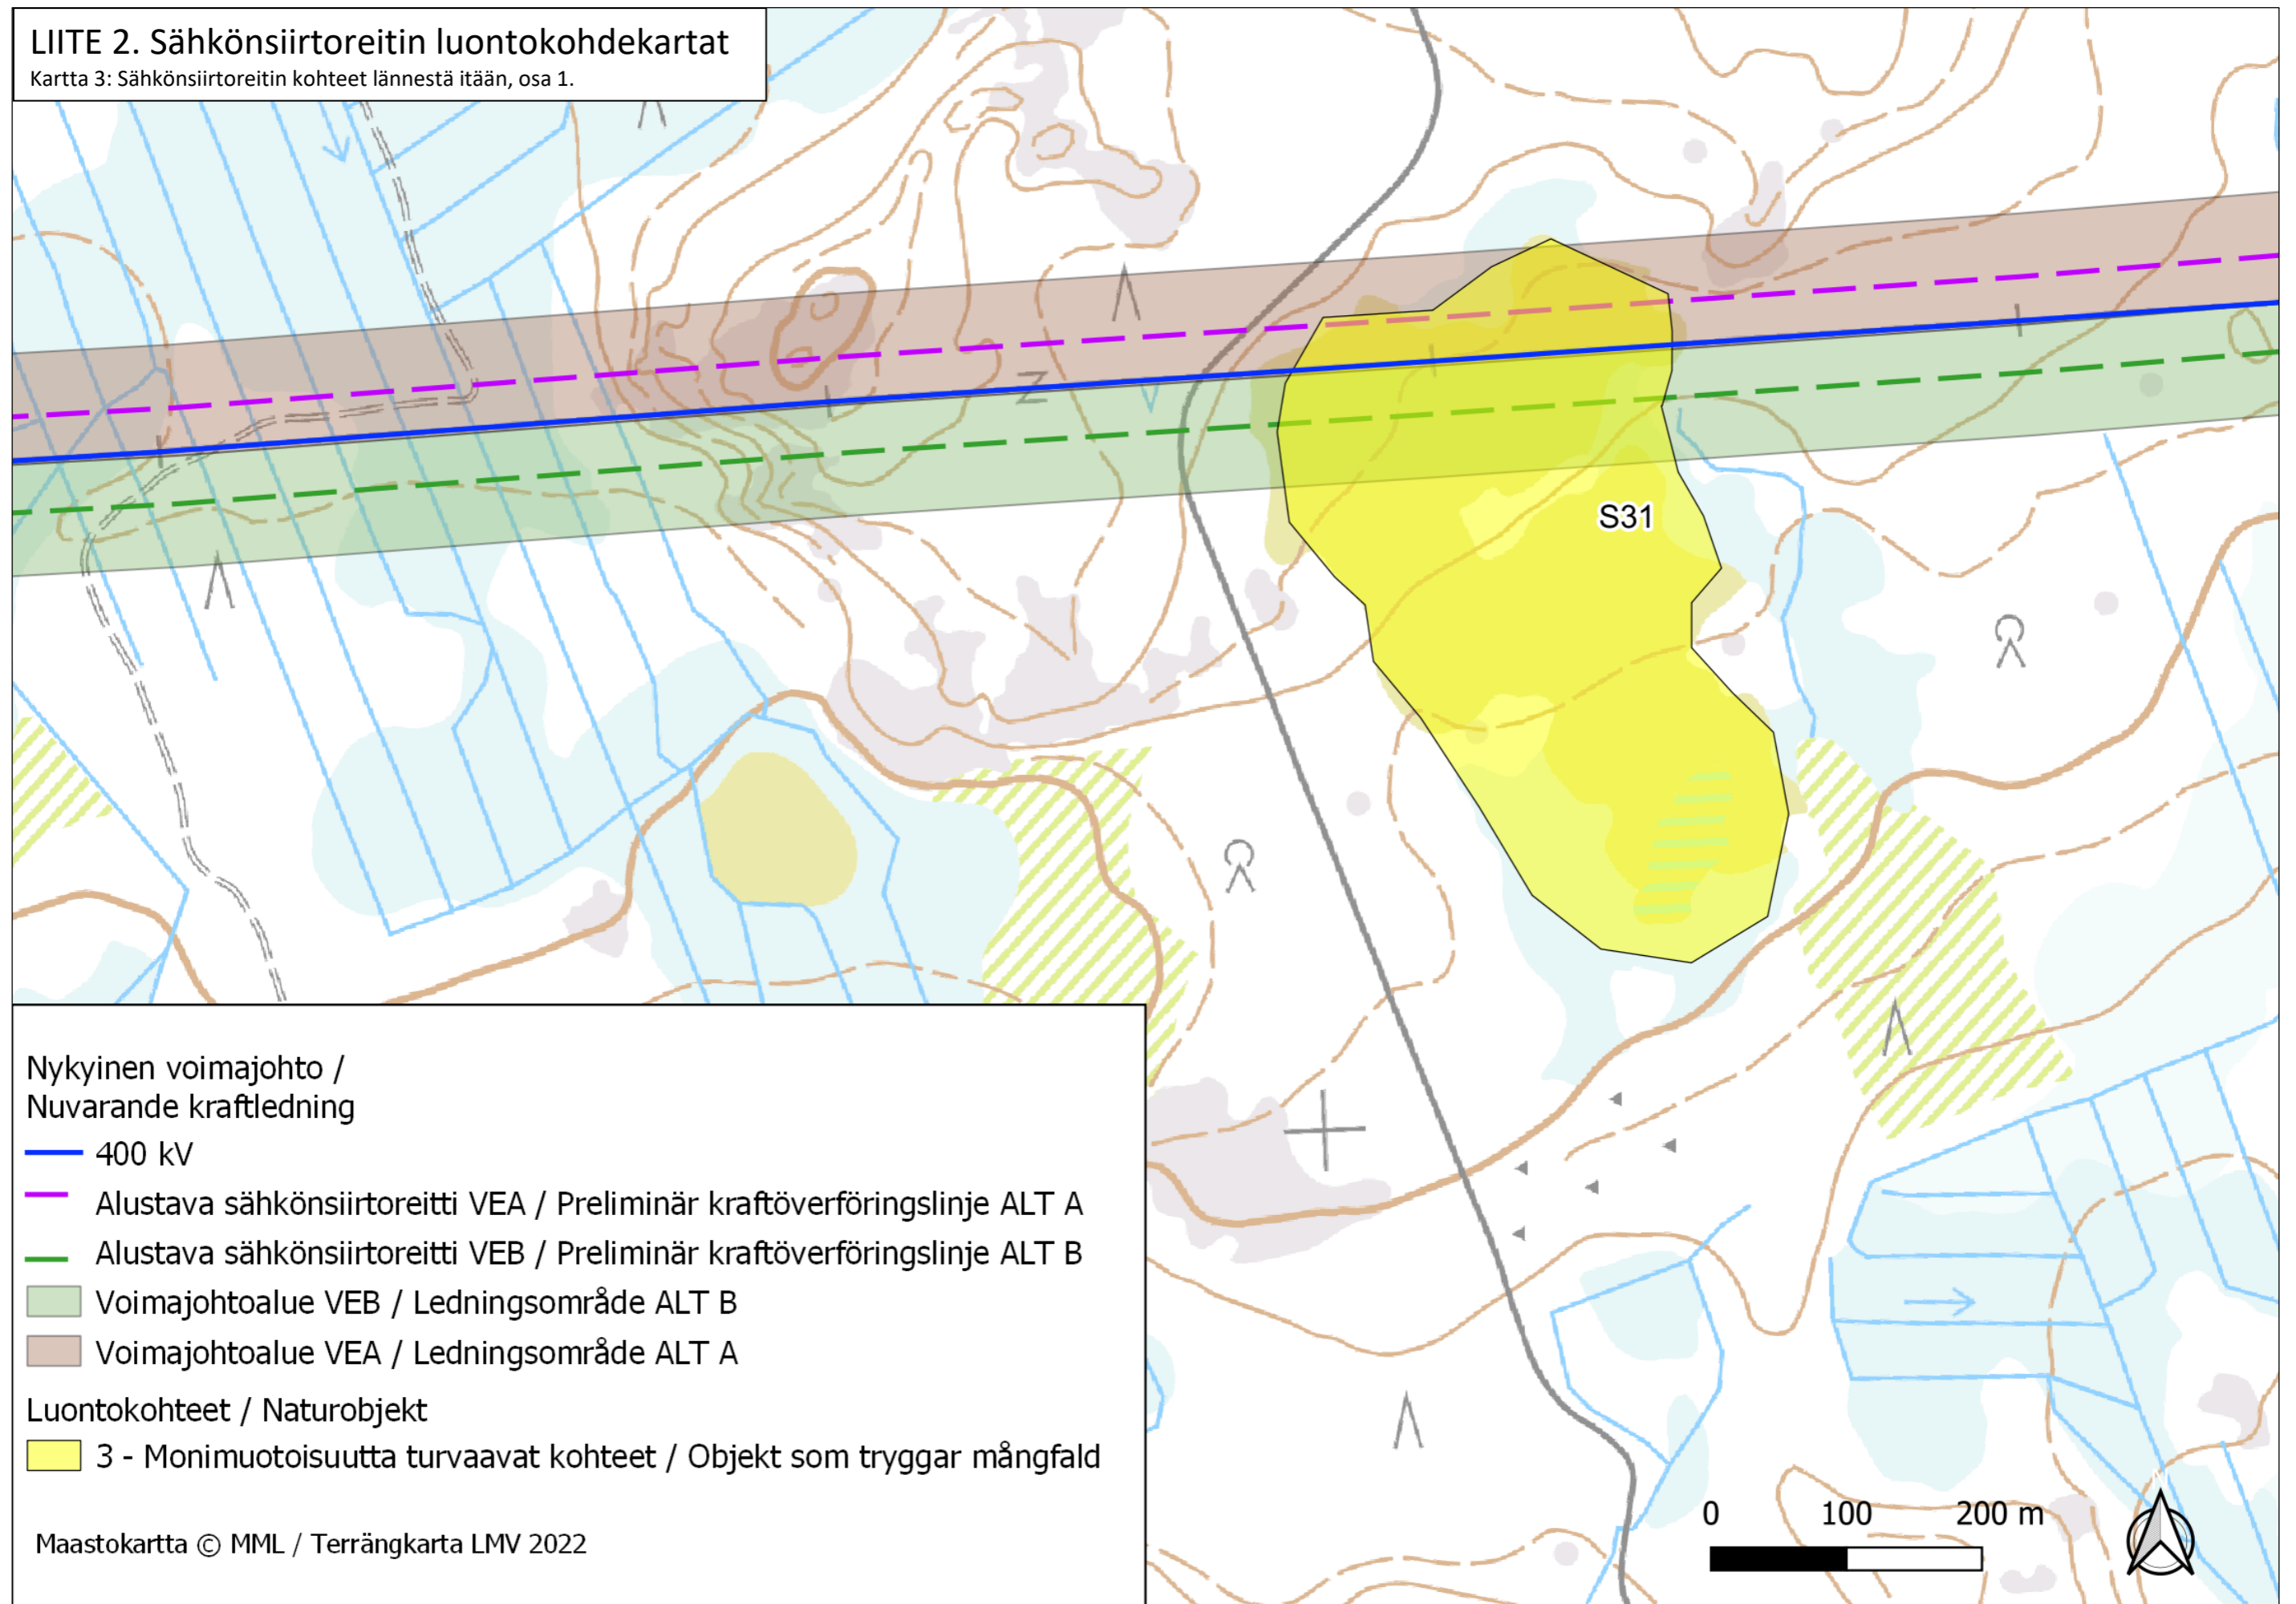 LIITE 2. Sähkönsiirtoreitin luontokohdekartat
Kartta 3: Sähkönsiirtoreitin kohteet lännestä itään, osa 1.
S31
Nykyinen voimajohto /
Nuvarande kraftledning
400 kV
Alustava sähkönsiirtoreitti VEA / Preliminär kraftöverföringslinje ALT A
Alustava sähkönsiirtoreitti VEB / Preliminär kraftöverföringslinje ALT B
Voimajohtoalue VEB / Ledningsområde ALT B
Voimajohtoalue VEA / Ledningsområde ALT A
Luontokohteet / Naturobjekt
3 - Monimuotoisuutta turvaavat kohteet / Objekt som tryggar mångfald
Maastokartta © MML / Terrängkarta LMV 2022
0 100 200 m
N